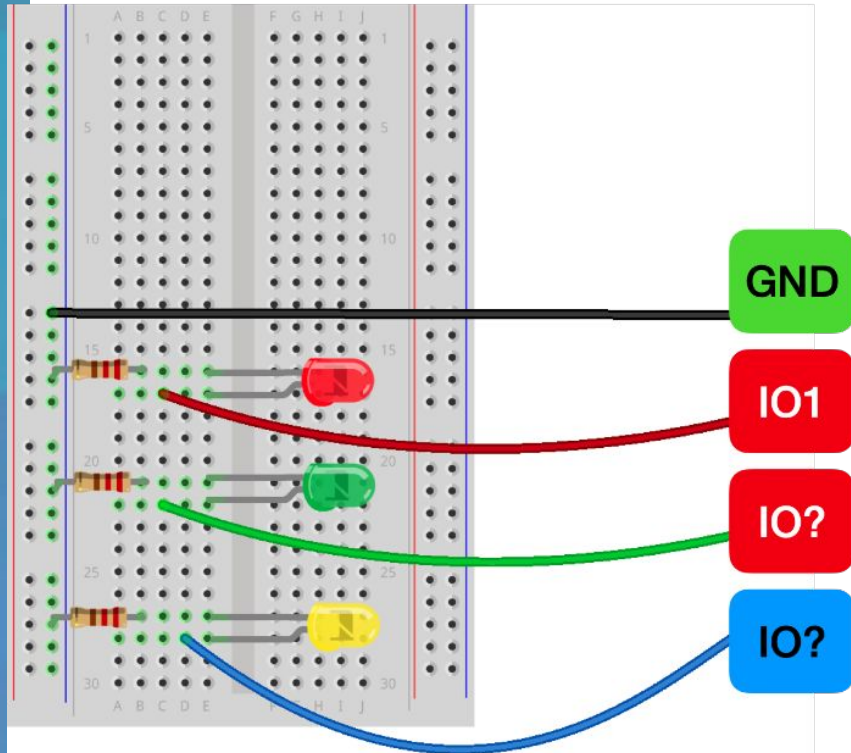 A B C D E F G H I J
1 1
5 5
10 10
GND
15 15
IO1
20 20
IO?
25 25
IO?
30 30
A B C D E F G H I J